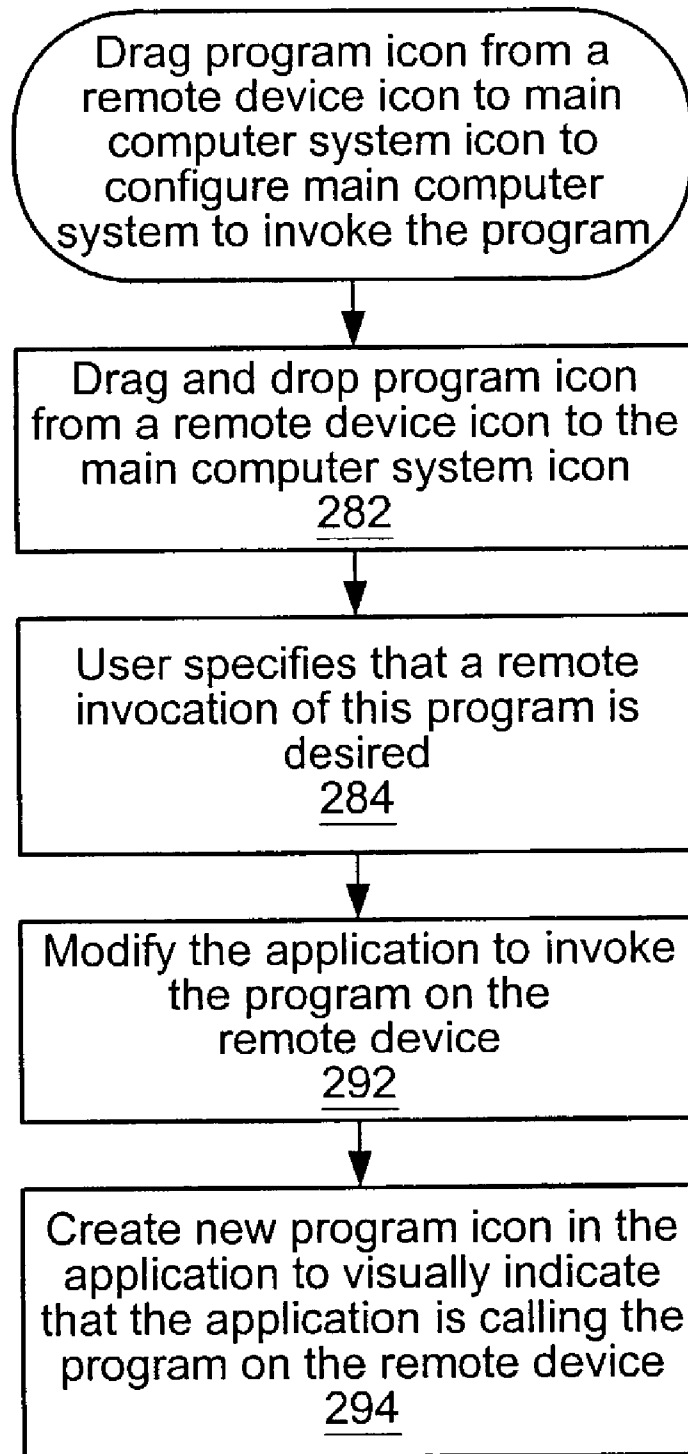 Drag program icon from a
remote device icon to main
computer system icon to
configure main computer
system to invoke the program
Drag and drop program icon
from a remote device icon to the
main computer system icon
282
User specifies that a remote
invocation of this program is
desired
284
Modify the application to invoke
the program on the
remote device
292
Create new program icon in the
application to visually indicate
that the application is calling the
program on the remote device
294